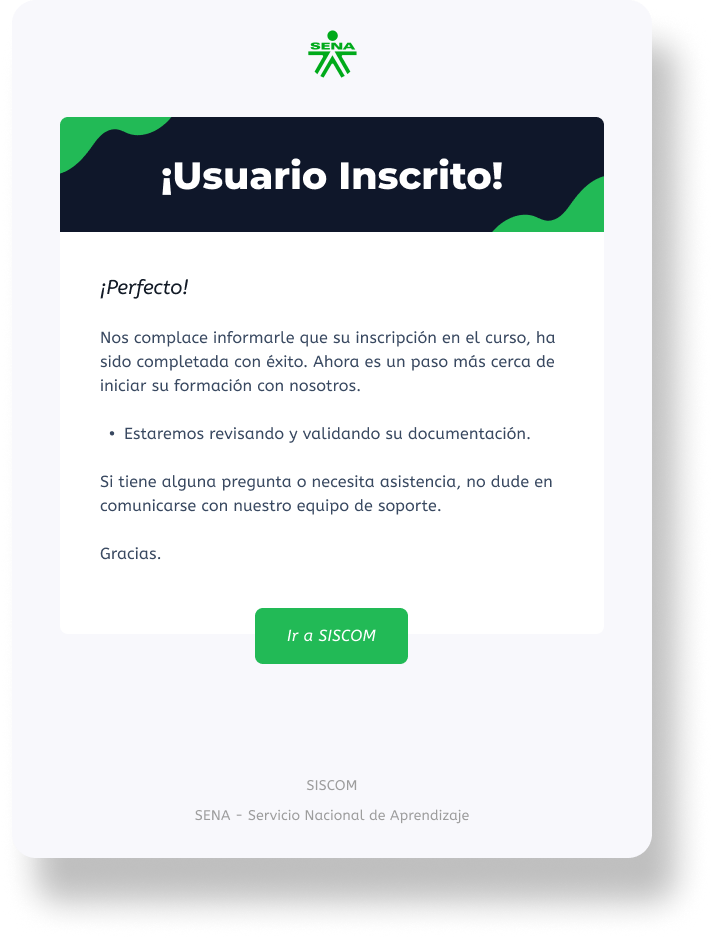 SENA
¡Usuario Inscrito!
¡Perfecto!
Nos complace informarle que su inscripción en el curso, ha
sido completada con éxito. Ahora es un paso más cerca de
iniciar su formación con nosotros.
• Estaremos revisando y validando su documentación.
Si tiene alguna pregunta o necesita asistencia, no dude en
comunicarse con nuestro equipo de soporte.
Gracias.
Ir a SISCOM
SISCOM
SENA - Servicio Nacional de Aprendizaje